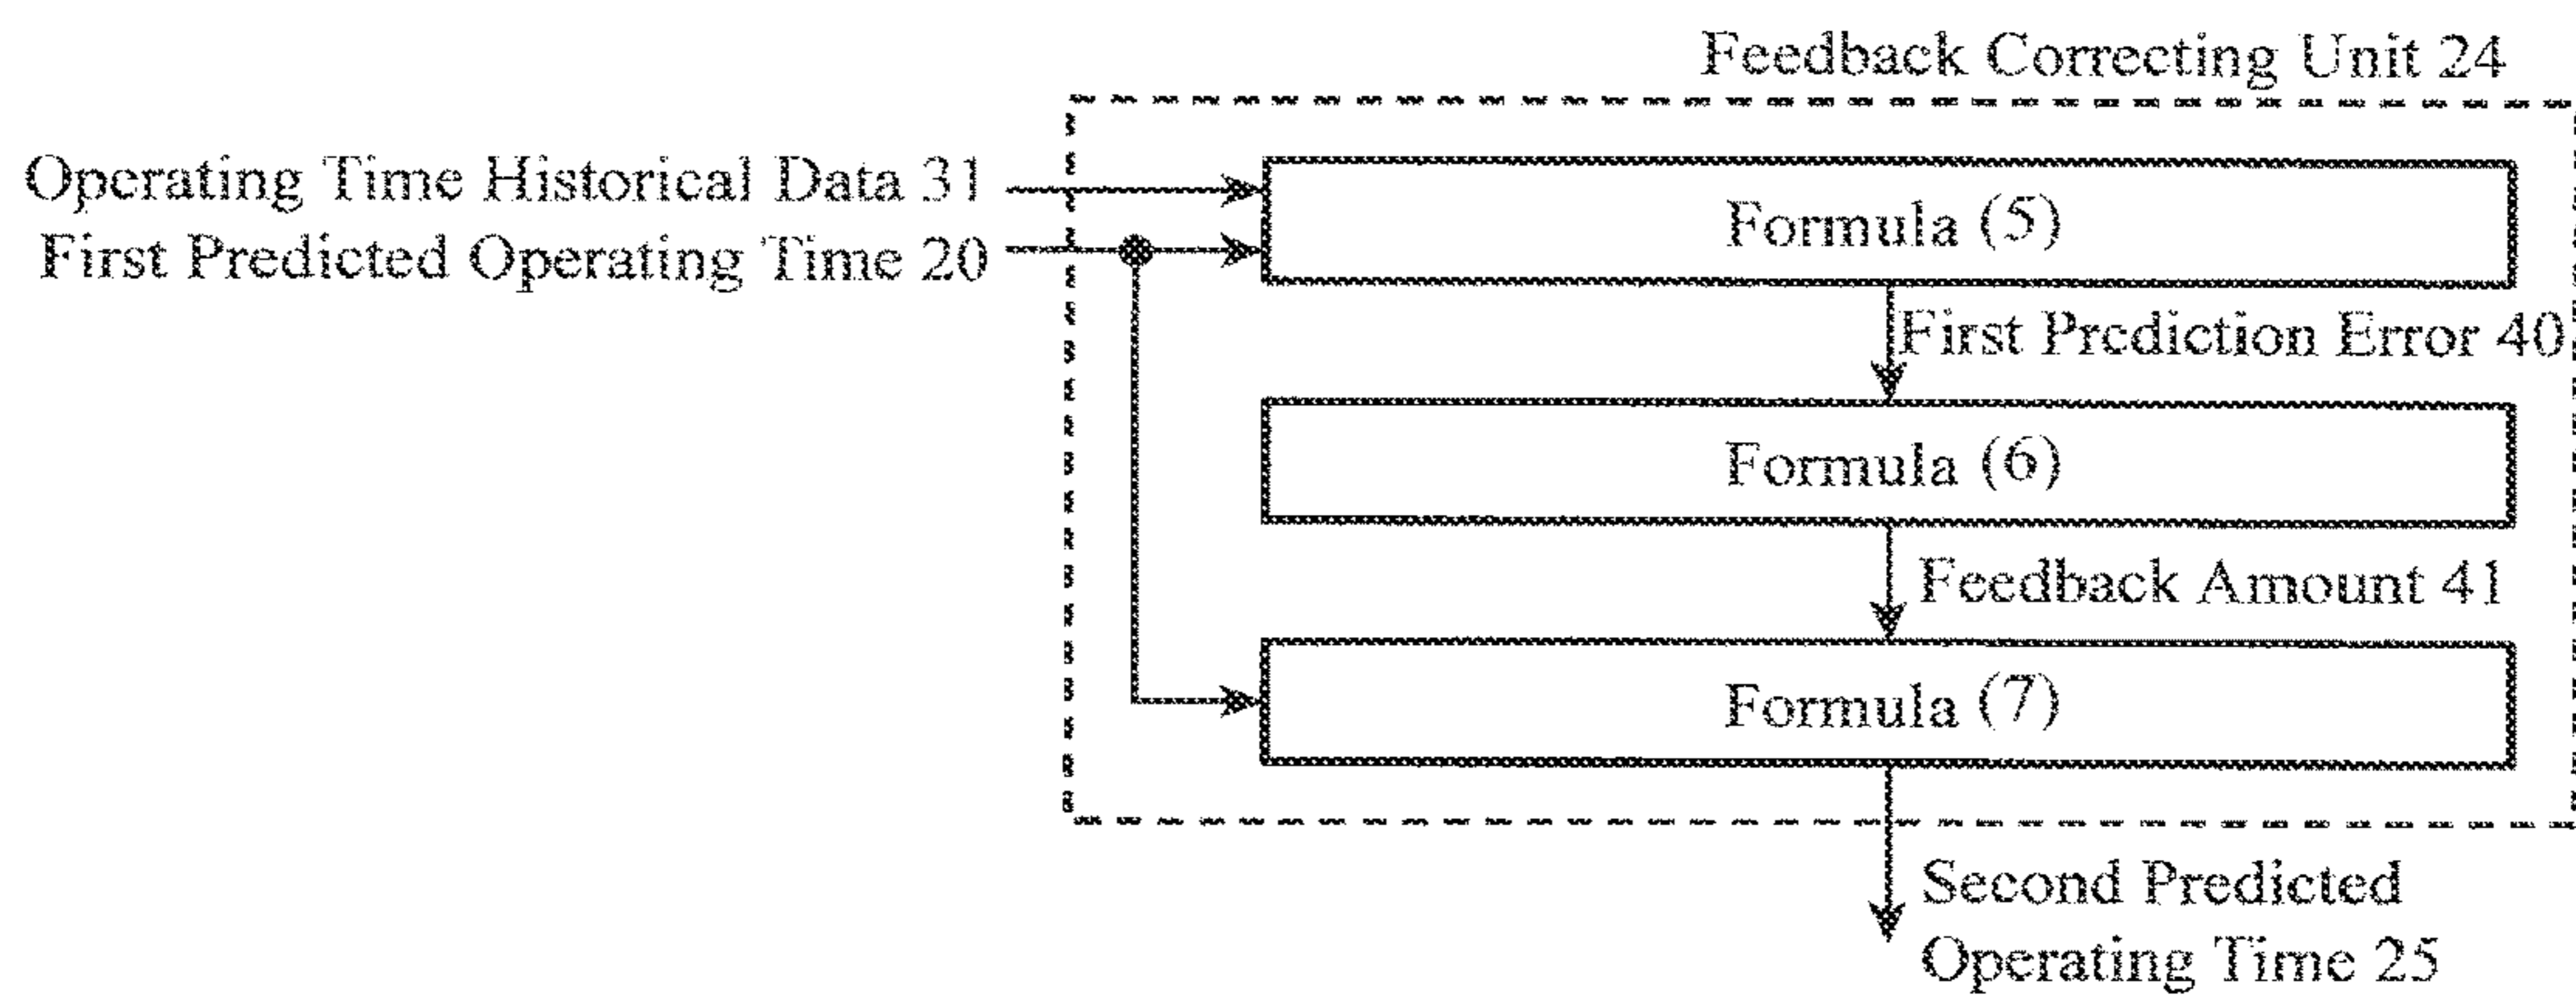 Feedback Correcting Unit 24
Operating Time Historical Data 31
First Predicted Operating Time 20
Formula (5)
First Prediction Error 40
Formula (6)
Feedback Amount 41
Formula (7)
Second Predicted
Operating Time 25